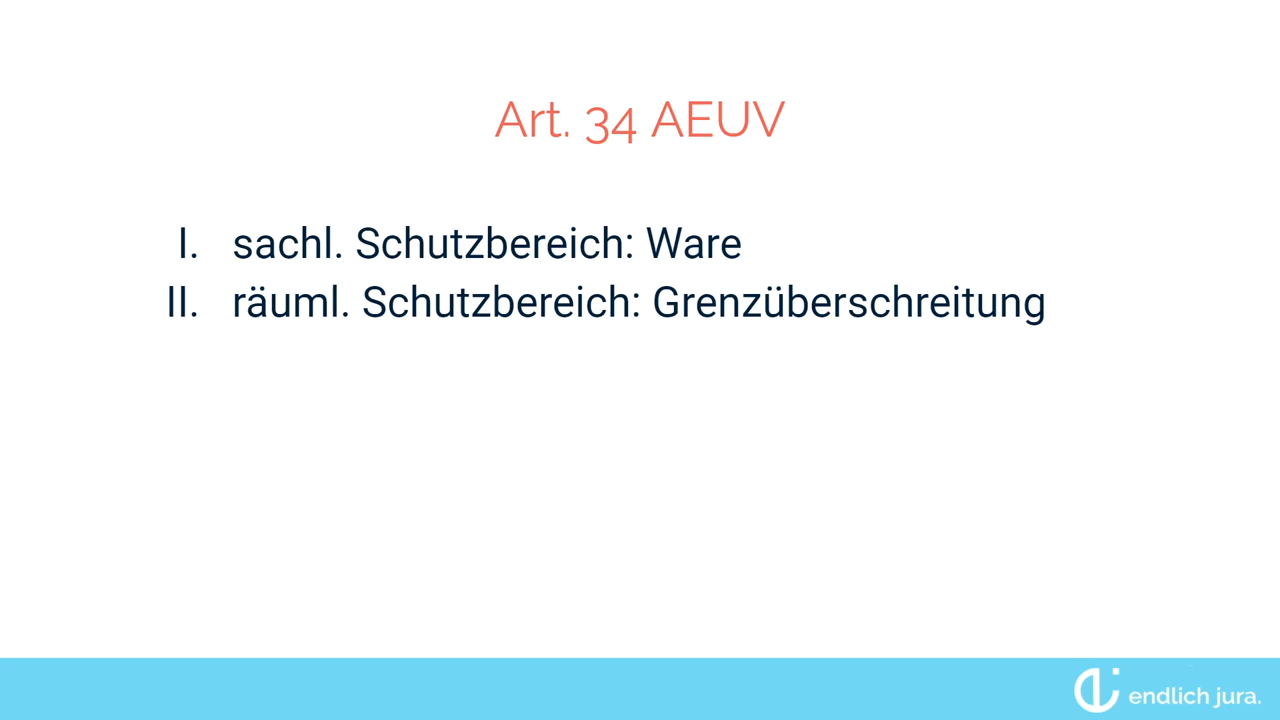 Art. 34 AEUV
I. sachl. Schutzbereich: Ware
II. räuml. Schutzbereich: Grenzüberschreitung
endlich jura.